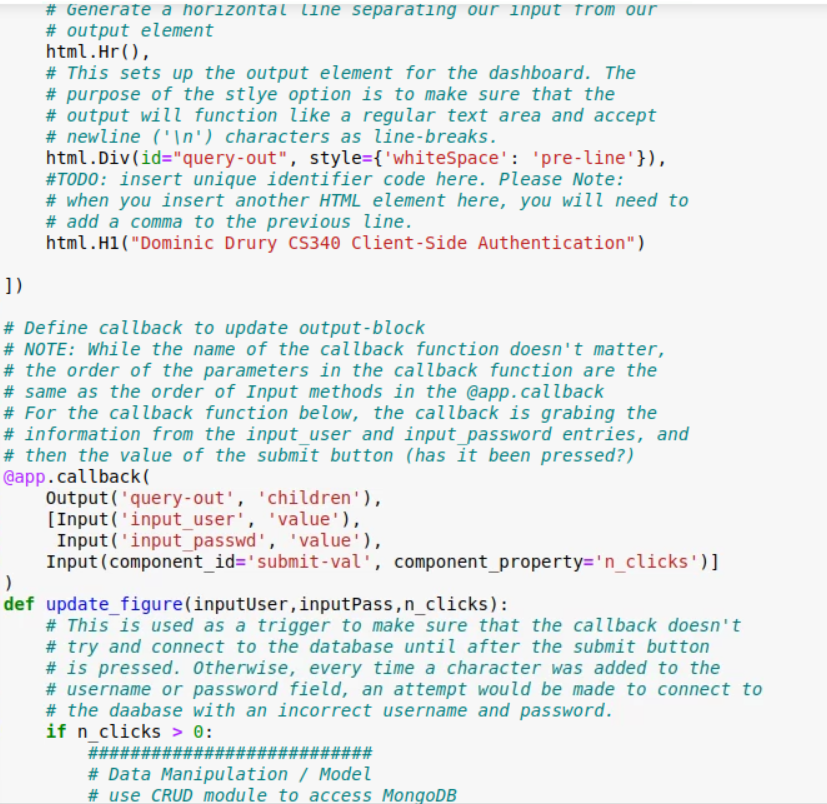 # Generate a horizontal line separating our input from our
    # output element
    html.Hr(),
    # This sets up the output element for the dashboard. The
    # purpose of the stlye option is to make sure that the
    # output will function like a regular text area and accept
    # newline ('\n') characters as line-breaks.
    html.Div(id="query-out", style={'whiteSpace': 'pre-line'}),
    #TODO: insert unique identifier code here. Please Note:
    # when you insert another HTML element here, you will need to
    # add a comma to the previous line.
    html.H1("Dominic Drury CS340 Client-Side Authentication")
])
# Define callback to update output-block
# NOTE: While the name of the callback function doesn't matter,
# the order of the parameters in the callback function are the
# same as the order of Input methods in the @app.callback
# For the callback function below, the callback is grabing the
# information from the input_user and input_password entries, and
# then the value of the submit button (has it been pressed?)
@app.callback(
    Output('query-out', 'children'),
    [Input('input_user', 'value'),
     Input('input_passwd', 'value'),
    Input(component_id='submit-val', component_property='n_clicks')]
)
def update_figure(inputUser,inputPass,n_clicks):
    # This is used as a trigger to make sure that the callback doesn't
    # try and connect to the database until after the submit button
    # is pressed. Otherwise, every time a character was added to the
    # username or password field, an attempt would be made to connect to
    # the daabase with an incorrect username and password.
    if n_clicks > 0:
        ###########################
        # Data Manipulation / Model
        # use CRUD module to access MongoDB